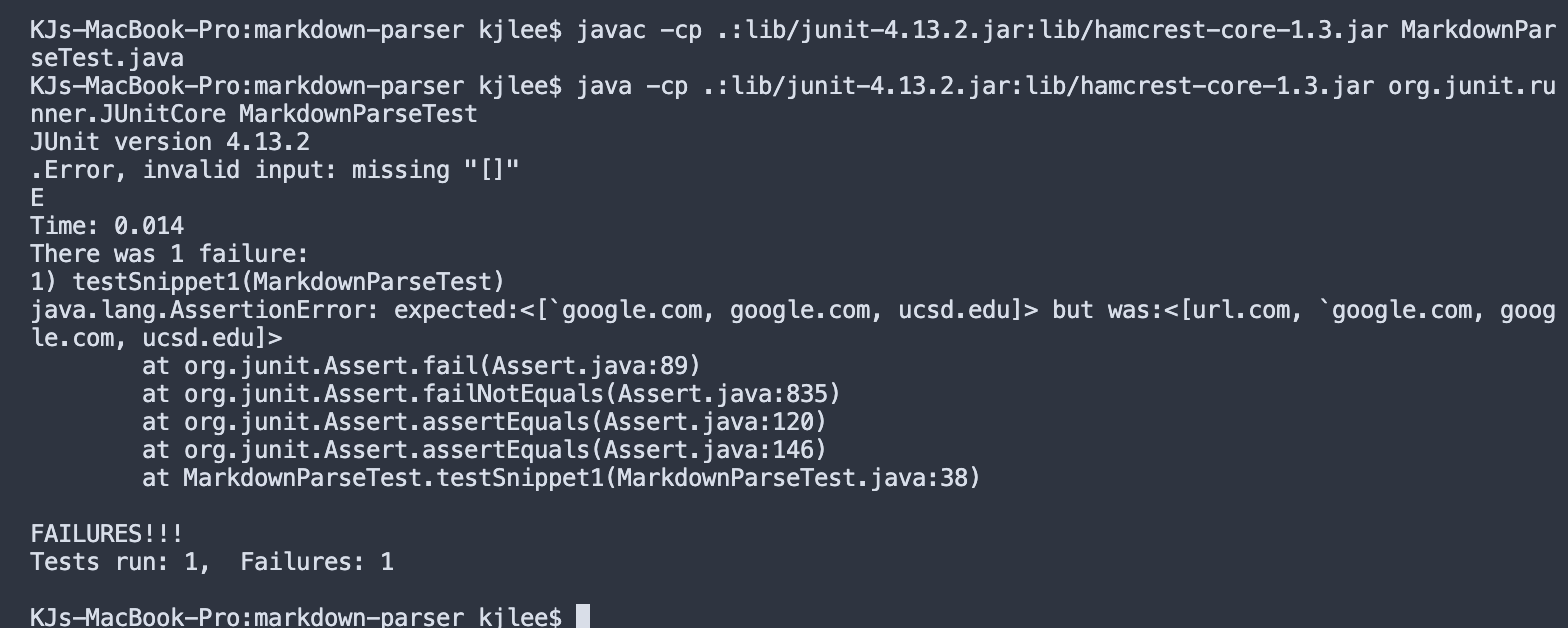 KJs-MacBook-Pro:markdown-parser kjlee$ javac -cp .:lib/junit-4.13.2.jar:lib/hamcrest-core-1.3.jar MarkdownPar
seTest.java
KJs-MacBook-Pro:markdown-parser kjlee$ java -cp .:lib/junit-4.13.2.jar:lib/hamcrest-core-1.3.jar org.junit.ru
nner.JUnitCore MarkdownParseTest
JUnit version 4.13.2
.Error, invalid input: missing "[]"
E
Time: 0.014
There was 1 failure:
1) testSnippet1(MarkdownParseTest)
java.lang.AssertionError: expected:<[`google.com, google.com, ucsd.edu]> but was:<[url.com, `google.com, goog
le.com, ucsd.edu]>
        at org.junit.Assert.fail(Assert.java:89)
        at org.junit.Assert.failNotEquals(Assert.java:835)
        at org.junit.Assert.assertEquals(Assert.java:120)
        at org.junit.Assert.assertEquals(Assert.java:146)
        at MarkdownParseTest.testSnippet1(MarkdownParseTest.java:38)

FAILURES!!!
Tests run: 1,  Failures: 1

KJs-MacBook-Pro:markdown-parser kjlee$